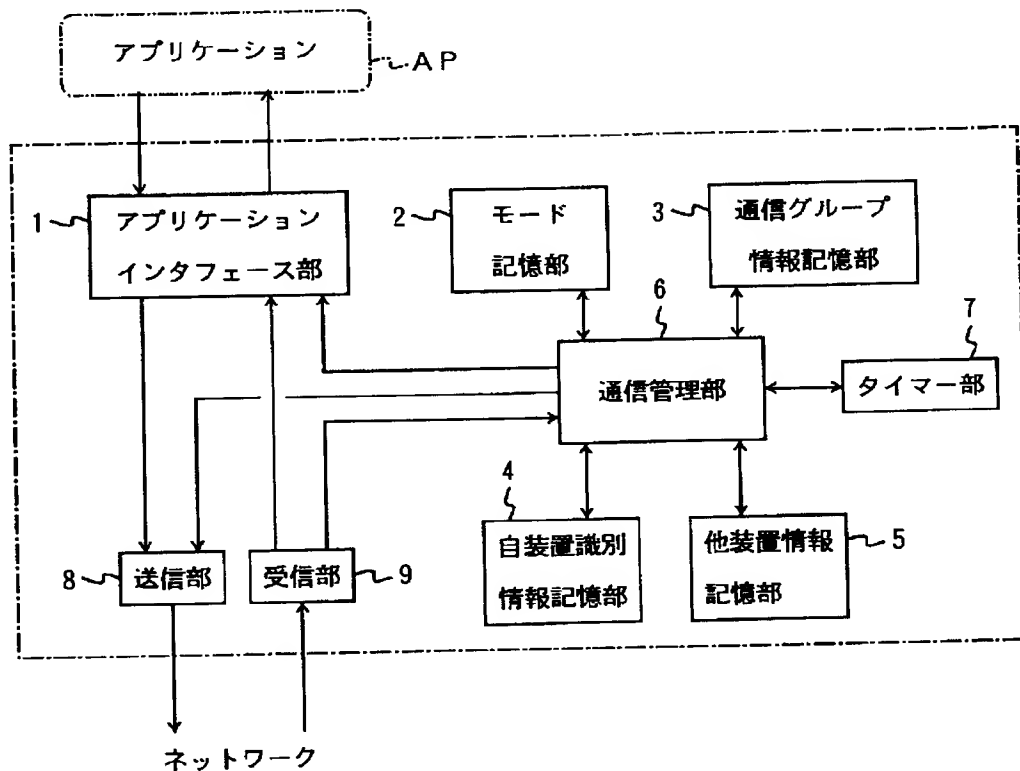 アプリケーション
AP
1
アプリケーション
インタフェース部
2
モード
記憶部
3
通信グループ
情報記憶部
6
通信管理部
7
タイマー部
4
自装置識別
情報記憶部
他装置情報
記憶部
5
8
送信部
受信部
9
ネットワーク